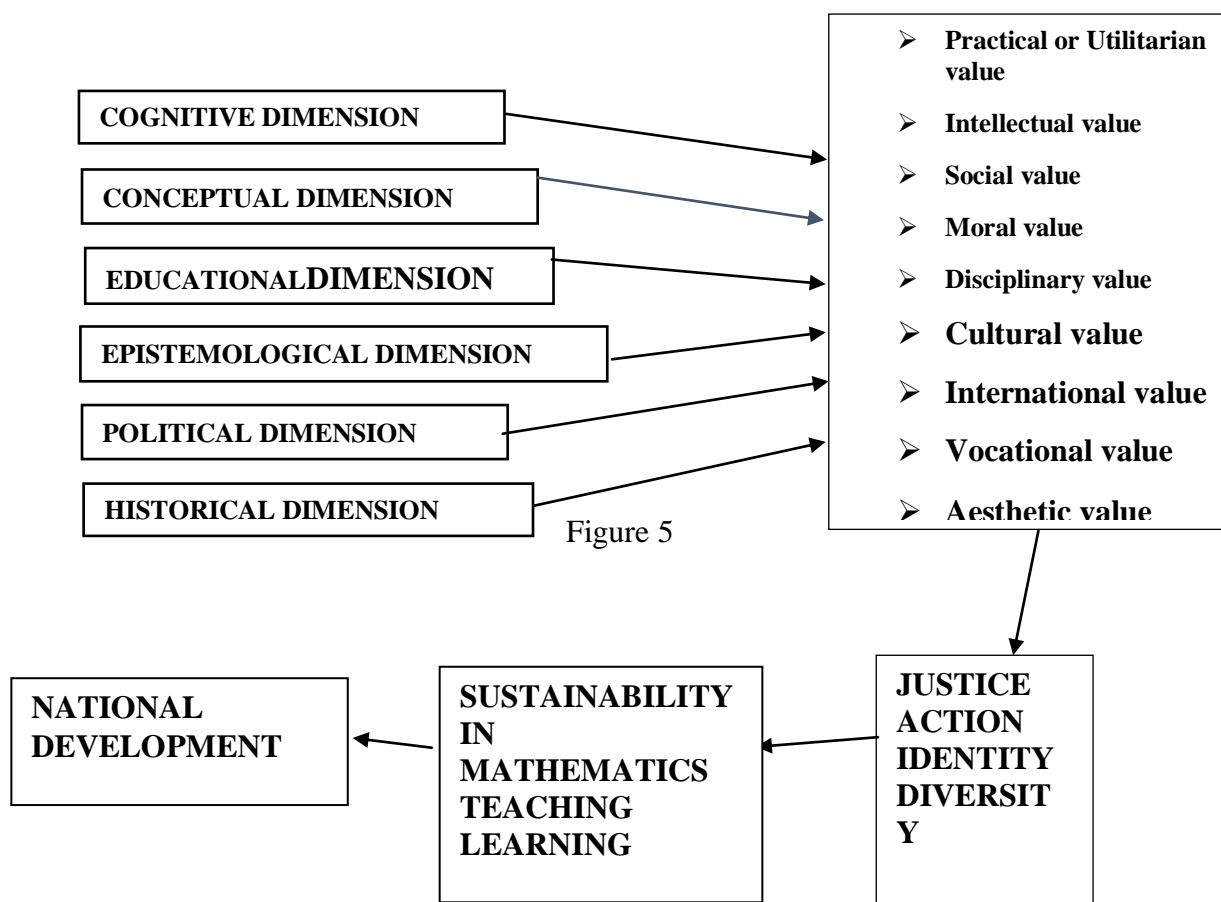 COGNITIVE DIMENSION
CONCEPTUAL DIMENSION
EDUCATIONALDIMENSION
EPISTEMOLOGICAL DIMENSION
POLITICAL DIMENSION
HISTORICAL DIMENSION
➢ Practical or Utilitarian
value
➢ Intellectual value
➢ Social value
➢ Moral value
➢ Disciplinary value
➢ Cultural value
➢ International value
➢ Vocational value
➢ Aesthetic value
Figure 5
JUSTICE
ACTION
IDENTITY
DIVERSIT
Y
SUSTAINABILITY
IN
MATHEMATICS
TEACHING
LEARNING
NATIONAL
DEVELOPMENT